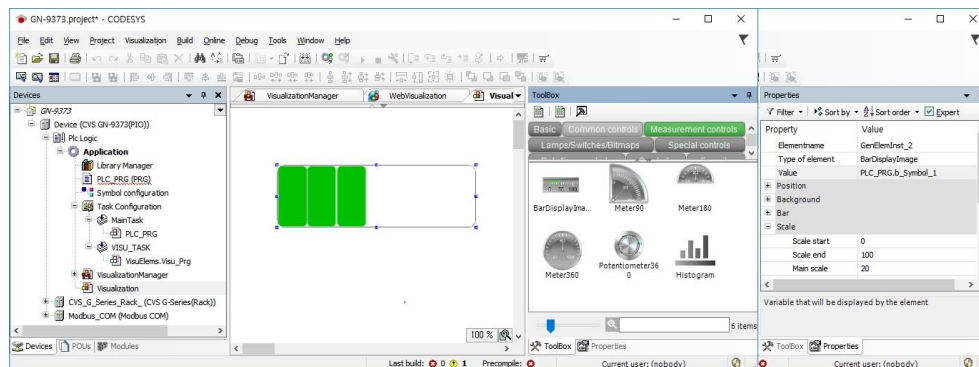 GN-9373.project* - CODESYS
File Edit View Project Visualization Build Online Debug Tools Window Help
Devices
GN-9373
Device (CVS GN-9373(PIO))
Plc Logic
Application
Library Manager
PLC_PRG (PRG)
Symbol configuration
Task Configuration
MainTask
PLC_PRG
VISU_TASK
VisuElems.Visu_Prg
VisualizationManager
Visualization
CVS_G_Series_Rack_ (CVS G-Series(Rack))
Modbus_COM (Modbus COM)
Devices POUs Modules
VisualizationManager WebVisualization Visual
100 %
ToolBox
Basic Common controls Measurement controls
Lamps/Switches/Bitmaps Special controls
BarDisplayIma... Meter90 Meter180
Meter360 Potentiometer36
0 Histogram
6 items
ToolBox Properties
Last build: 0 1 Precompile: Current user: (nobody)
Properties
Filter Sort by Sort order Expert
Property Value
Elementname GenElemInst_2
Type of element BarDisplayImage
Value PLC_PRG.b_Symbol_1
Position
Background
Bar
Scale
Scale start 0
Scale end 100
Main scale 20
Variable that will be displayed by the element
ToolBox Properties
Current user: (nobody)